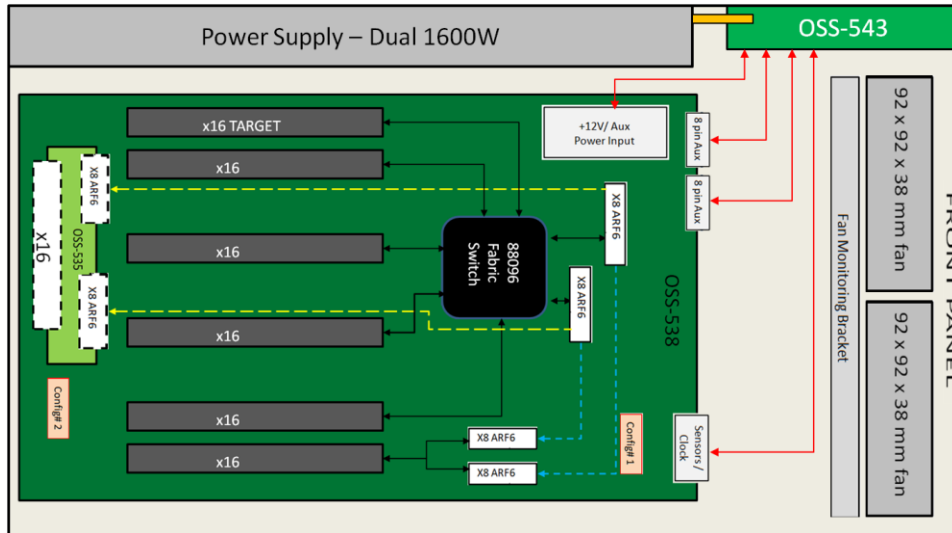 Power Supply – Dual 1600W
OSS-543
x16 TARGET
x16
x16
x16
x16
x16
+12V/ Aux
Power Input
8 pin Aux
8 pin Aux
X8 ARF6
X8 ARF6
x16
OSS-535
88096
Fabric
Switch
X8 ARF6
X8 ARF6
OSS-538
X8 ARF6
X8 ARF6
Config# 2
Config# 1
Sensors /
Clock
Fan Monitoring Bracket
92 x 92 x 38 mm fan
92 x 92 x 38 mm fan
FRONT PANEL